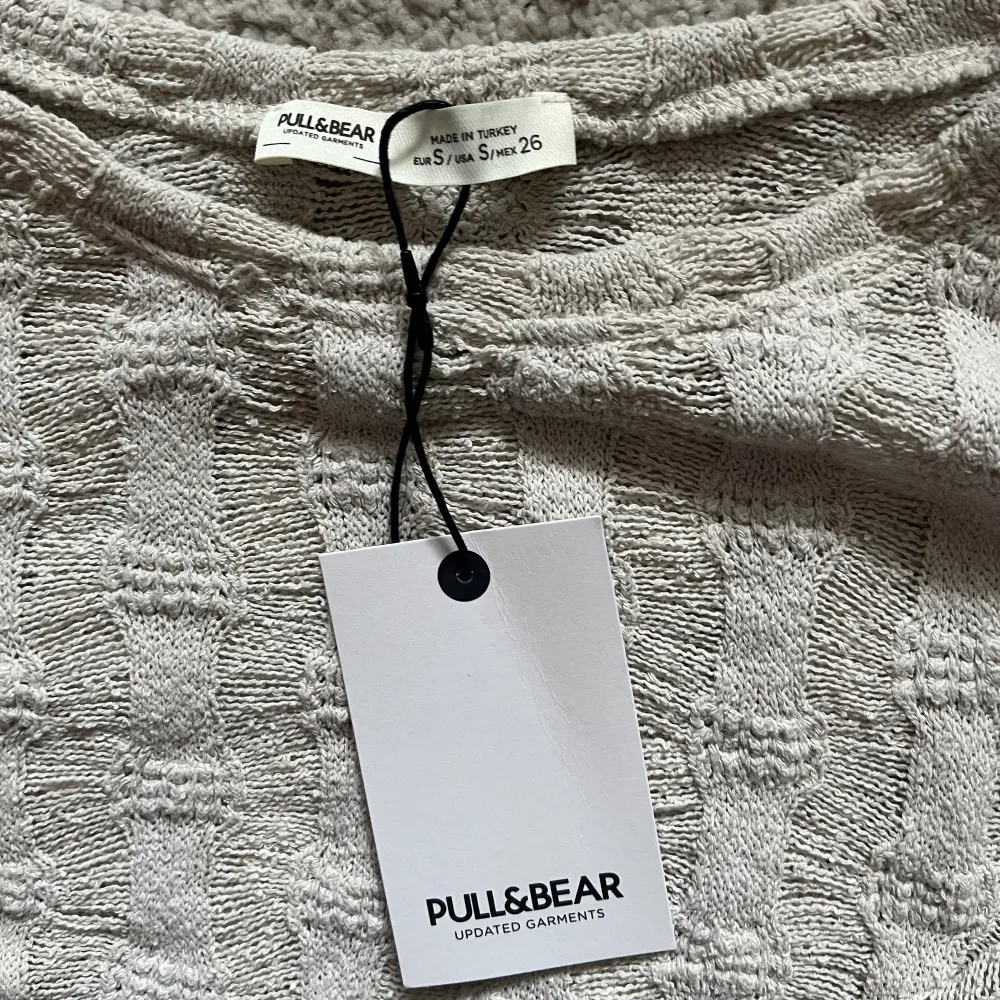 PULL&BEAR
UPDATED GARMENTS
MADE IN TURKEY
EUR S / USA S / MEX 26
PULL&BEAR
UPDATED GARMENTS